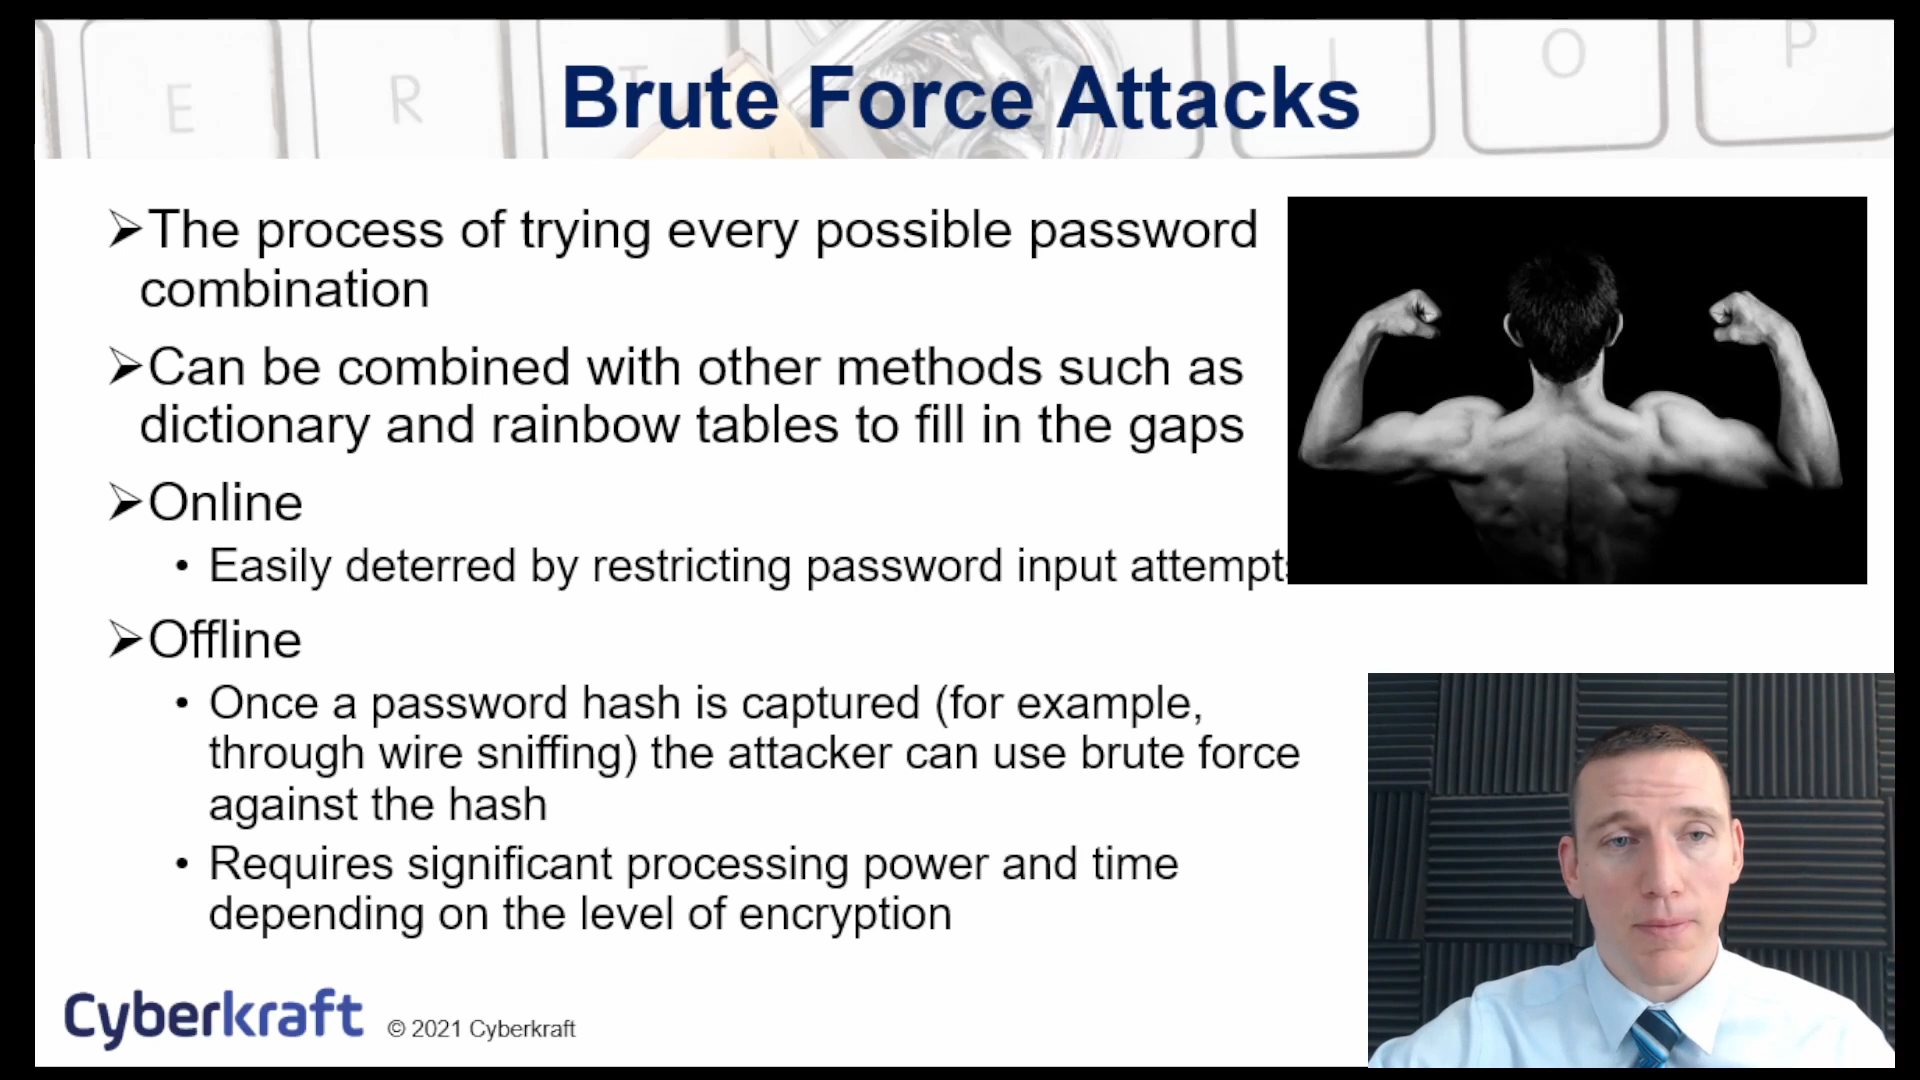 E R T I O P
Brute Force Attacks
➢The process of trying every possible password
combination
➢Can be combined with other methods such as
dictionary and rainbow tables to fill in the gaps
➢Online
• Easily deterred by restricting password input attempts
➢Offline
• Once a password hash is captured (for example,
through wire sniffing) the attacker can use brute force
against the hash
• Requires significant processing power and time
depending on the level of encryption
Cyberkraft © 2021 Cyberkraft